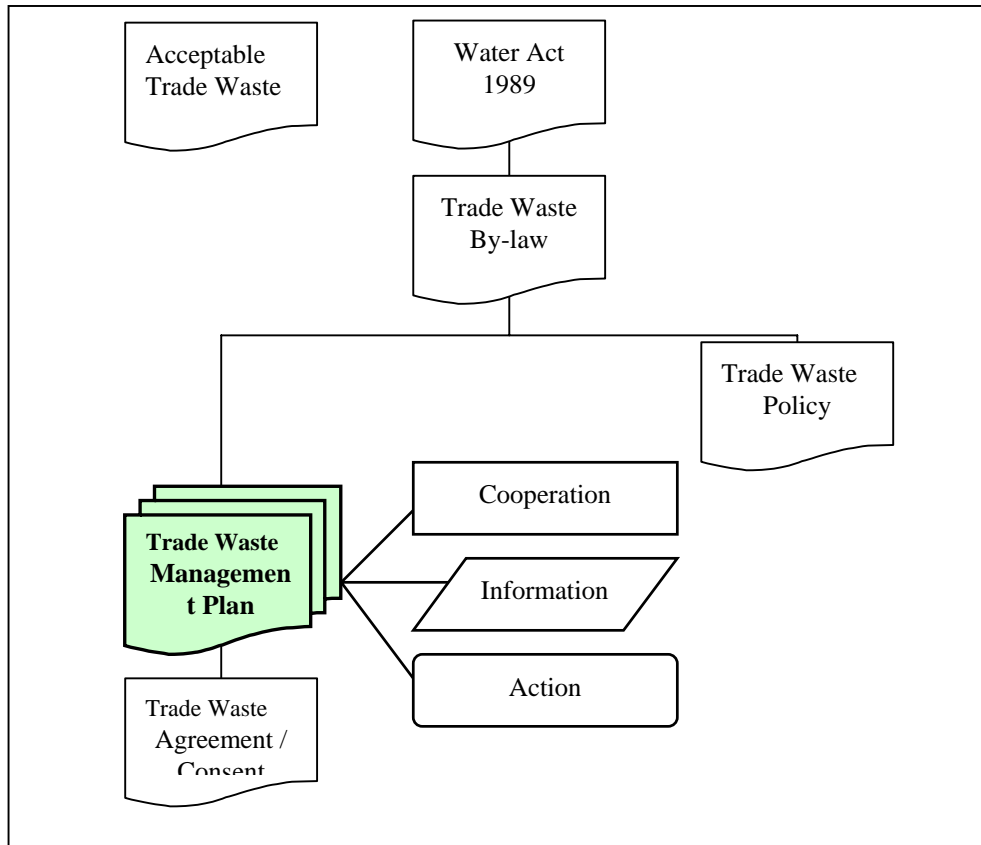 Acceptable
Trade Waste
Water Act
1989
Trade Waste
By-law
Trade Waste
Policy
Cooperation
Trade Waste
Managemen
t Plan
Information
Action
Trade Waste
Agreement /
Consent